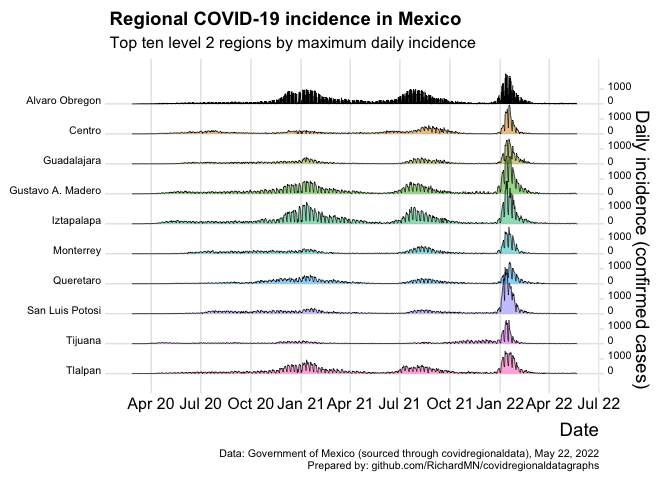 Regional COVID-19 incidence in Mexico
Top ten level 2 regions by maximum daily incidence
Alvaro Obregon
Centro
Guadalajara
Gustavo A. Madero
Iztapalapa
Monterrey
Queretaro
San Luis Potosi
Tijuana
Tlalpan
1000
0
1000
0
1000
0
1000
0
1000
0
1000
0
1000
0
1000
0
1000
0
1000
0
Daily incidence (confirmed cases)
Apr 20 Jul 20 Oct 20 Jan 21 Apr 21 Jul 21 Oct 21 Jan 22 Apr 22 Jul 22
Date
Data: Government of Mexico (sourced through covidregionaldata), May 22, 2022
Prepared by: github.com/RichardMN/covidregionaldatagraphs